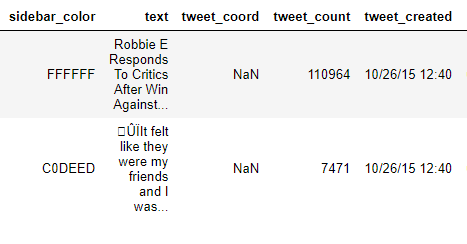 sidebar_color text tweet_coord tweet_count tweet_created
Robbie E
Responds
To Critics
After Win
Against...
FFFFFF NaN 110964 10/26/15 12:40
ÛÏIt felt
like they
were my
friends
and I
was...
C0DEED NaN 7471 10/26/15 12:40